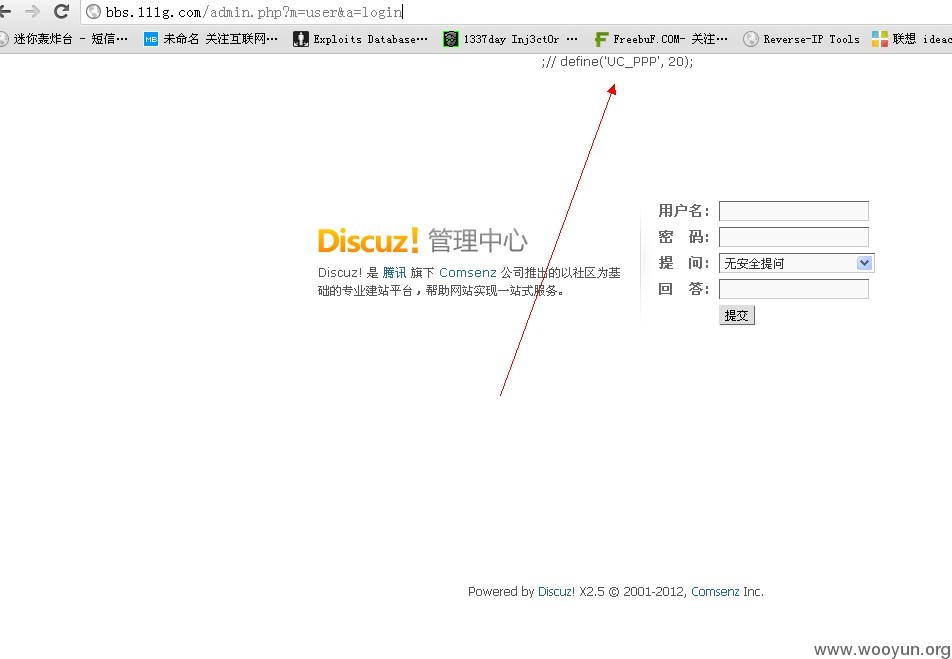 bbs.111g.com/admin.php?m=user&a=login
迷你轰炸台 - 短信… 未命名 关注互联网… Exploits Database… 1337day Inj3ct0r … FreebuF.COM- 关注… Reverse-IP Tools 联想 ideac
;// define('UC_PPP', 20);
Discuz! 管理中心
Discuz! 是 腾讯 旗下 Comsenz 公司推出的以社区为基
础的专业建站平台，帮助网站实现一站式服务。
用户名：
密 码：
提 问： 无安全提问
回 答：
提交
Powered by Discuz! X2.5 © 2001-2012, Comsenz Inc.
www.wooyun.org